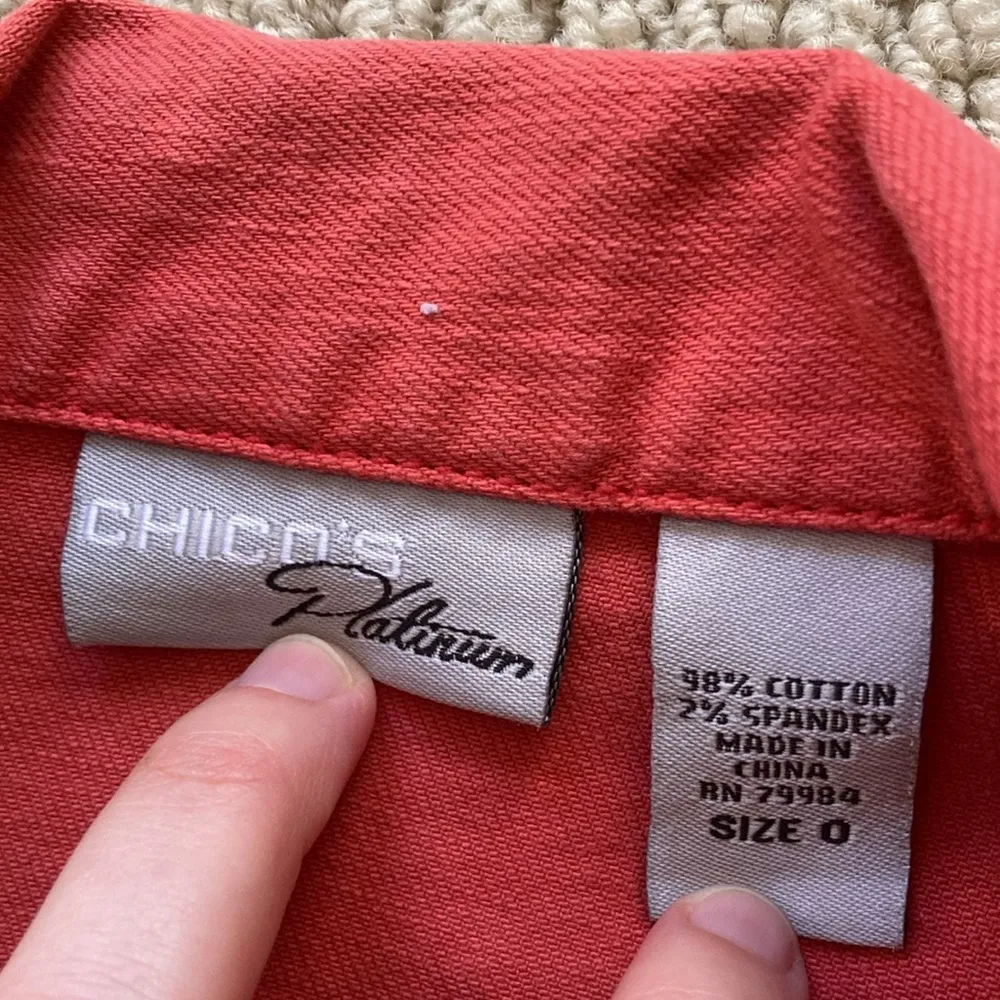 CHICO'S
Platinum
98% COTTON
2% SPANDEX
MADE IN
CHINA
RN 79984
SIZE 0